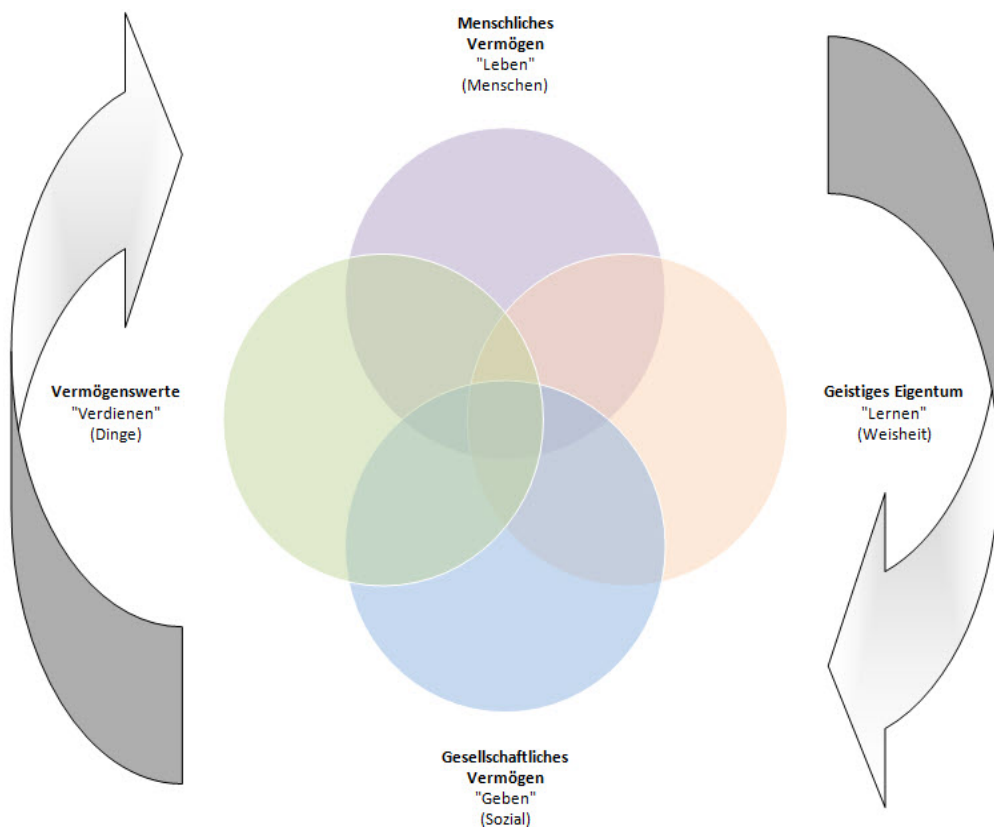 Menschliches
Vermögen
"Leben"
(Menschen)
Vermögenswerte
"Verdienen"
(Dinge)
Geistiges Eigentum
"Lernen"
(Weisheit)
Gesellschaftliches
Vermögen
"Geben"
(Sozial)